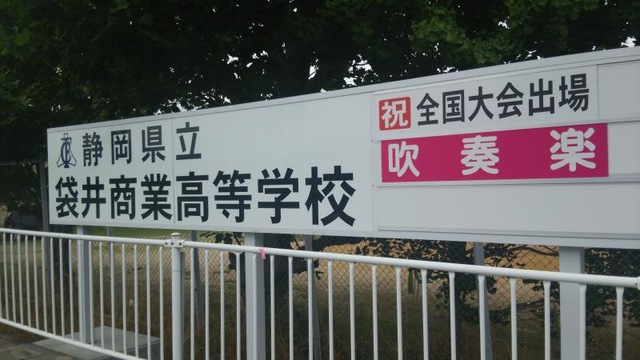 静岡県立
袋井商業高等学校
祝 全国大会出場
吹奏楽